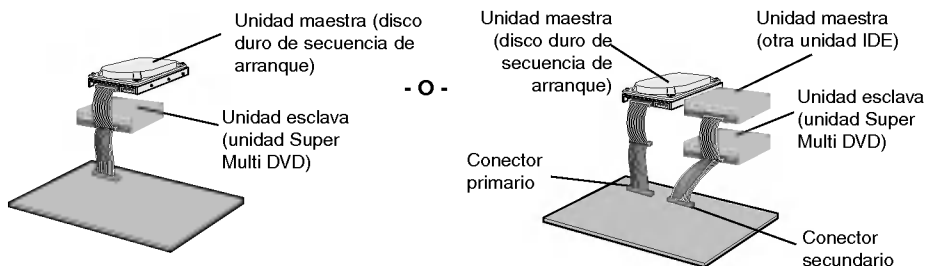 Unidad maestra (disco
duro de secuencia de
arranque)
Unidad esclava
(unidad Super
Multi DVD)
- O -
Unidad maestra
(disco duro de
secuencia de
arranque)
Unidad maestra
(otra unidad IDE)
Unidad esclava
(unidad Super
Multi DVD)
Conector
primario
Conector
secundario